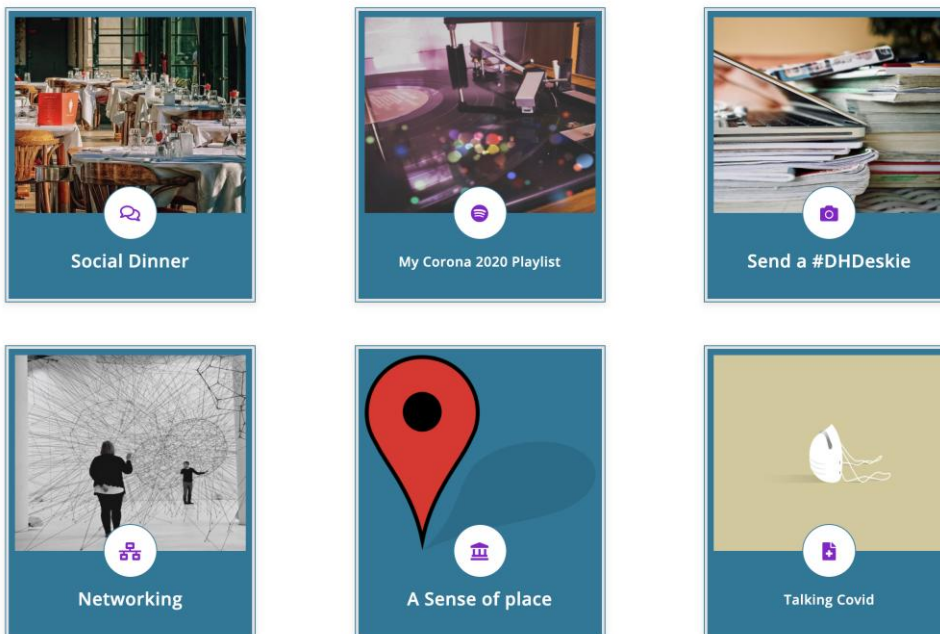 Social Dinner
My Corona 2020 Playlist
Send a #DHDeskie
Networking
A Sense of place
Talking Covid